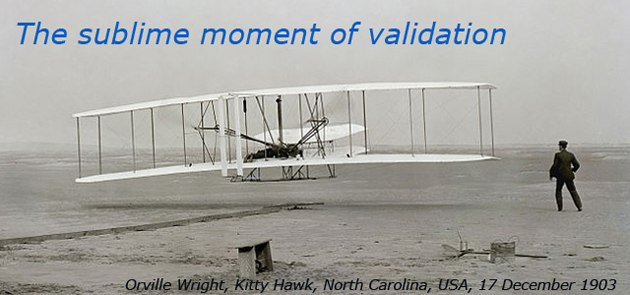 The sublime moment of validation
Orville Wright, Kitty Hawk, North Carolina, USA, 17 December 1903